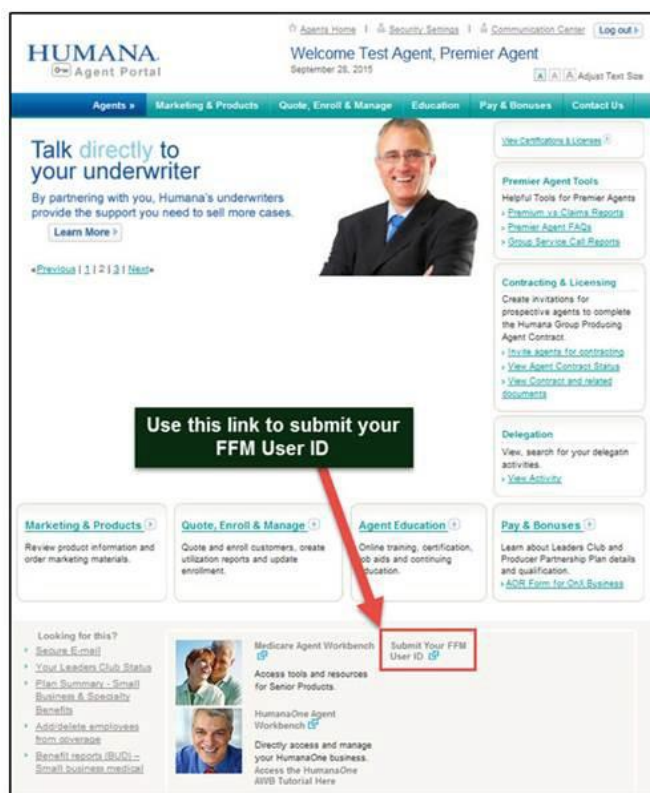 Agents Home | Security Settings | Communication Center Log out
HUMANA
Agent Portal
Welcome Test Agent, Premier Agent
September 28, 2015
A A A Adjust Text Size
Agents » Marketing & Products Quote, Enroll & Manage Education Pay & Bonuses Contact Us
Talk directly to
your underwriter
By partnering with you, Humana's underwriters
provide the support you need to sell more cases.
Learn More
«Previous | 1 | 2 | 3 | Next»
View Certifications & Licenses
Premier Agent Tools
Helpful Tools for Premier Agents
Premium vs Claims Reports
Premier Agent FAQs
Group Service Call Reports
Contracting & Licensing
Create invitations for
prospective agents to complete
the Humana Group Producing
Agent Contract.
Invite agents for contracting
View Agent Contract Status
View Contract and related
documents
Delegation
View, search for your delegatin
activities.
View Activity
Use this link to submit your
FFM User ID
Marketing & Products
Review product information and
order marketing materials.
Quote, Enroll & Manage
Quote and enroll customers, create
utilization reports and update
enrollment.
Agent Education
Online training, certification,
job aids and continuing
education.
Pay & Bonuses
Learn about Leaders Club and
Producer Partnership Plan details
and qualification.
AOR Form for OnX Business
Looking for this?
Secure E-mail
Your Leaders Club Status
Plan Summary - Small
Business & Specialty
Benefits
Add/delete employees
from coverage
Benefit reports (BUD) –
Small business medical
Medicare Agent Workbench
Access tools and resources
for Senior Products.
HumanaOne Agent
Workbench
Directly access and manage
your HumanaOne business.
Access the HumanaOne
AWB Tutorial Here
Submit Your FFM
User ID